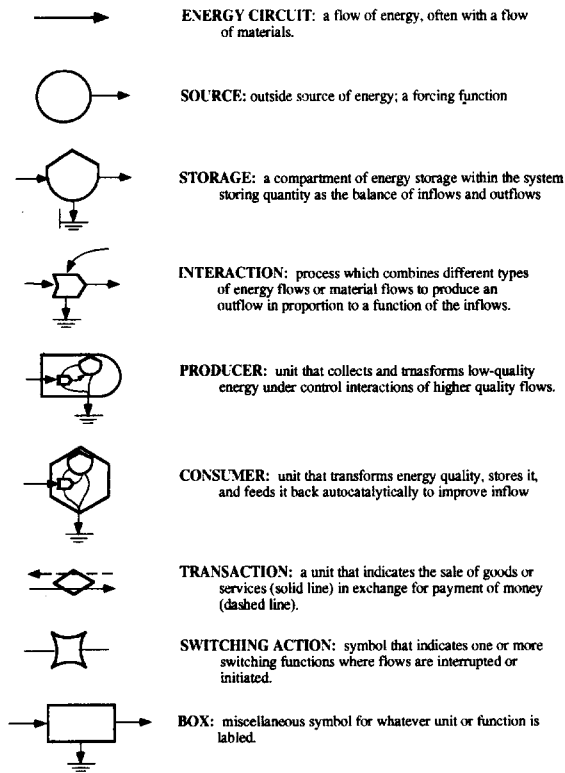 ENERGY CIRCUIT: a flow of energy, often with a flow
of materials.
SOURCE: outside source of energy; a forcing function
STORAGE: a compartment of energy storage within the system
storing quantity as the balance of inflows and outflows
INTERACTION: process which combines different types
of energy flows or material flows to produce an
outflow in proportion to a function of the inflows.
PRODUCER: unit that collects and trnasforms low-quality
energy under control interactions of higher quality flows.
CONSUMER: unit that transforms energy quality, stores it,
and feeds it back autocatalytically to improve inflow
TRANSACTION: a unit that indicates the sale of goods or
services (solid line) in exchange for payment of money
(dashed line).
SWITCHING ACTION: symbol that indicates one or more
switching functions where flows are interrupted or
initiated.
BOX: miscellaneous symbol for whatever unit or function is
labled.